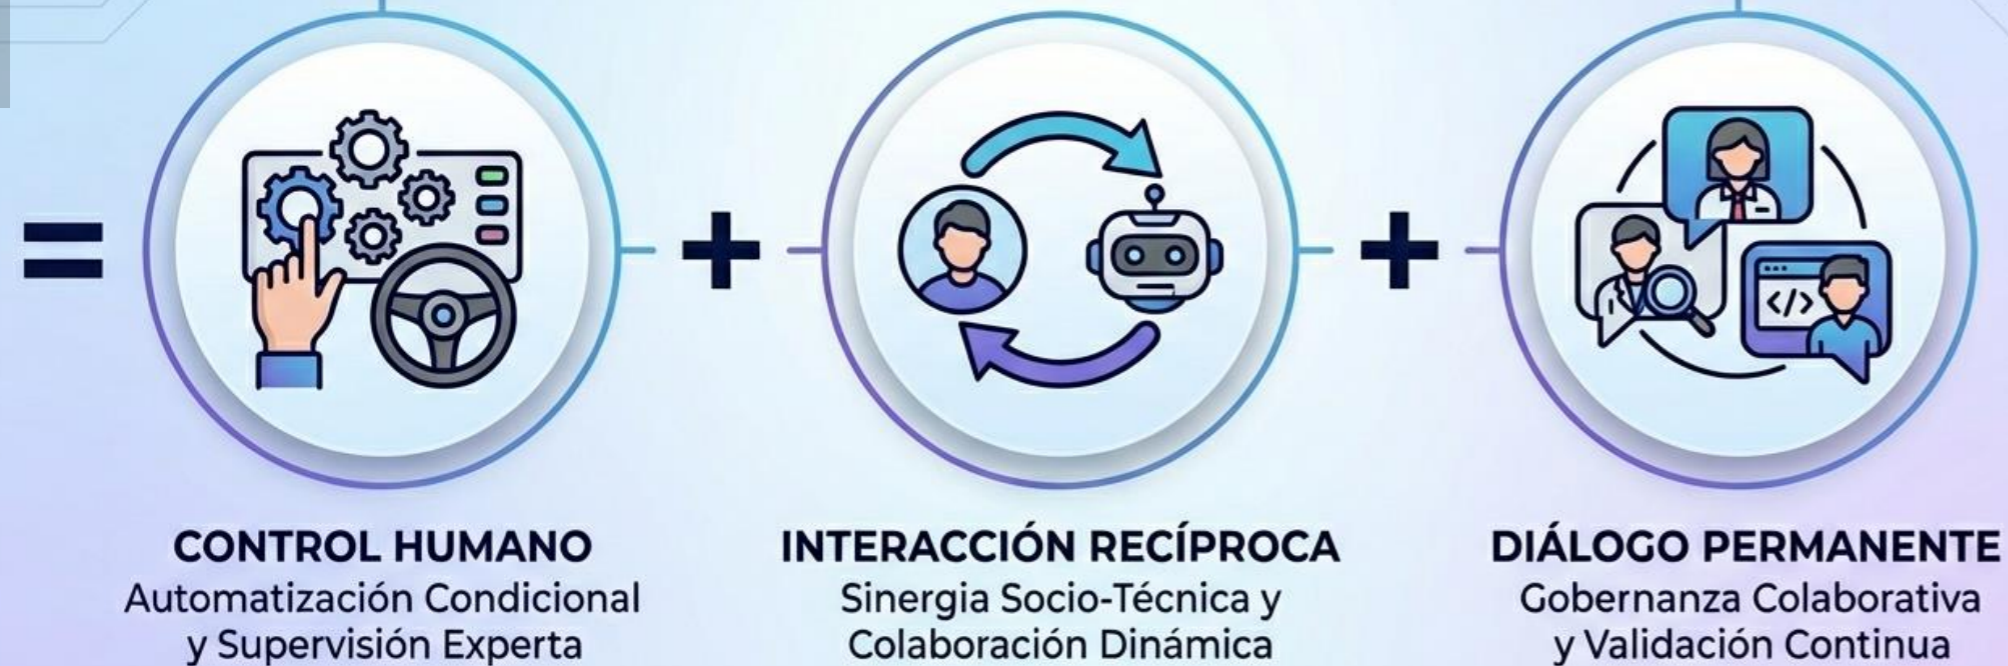 =
+
+
</>
CONTROL HUMANO
Automatización Condicional
y Supervisión Experta
INTERACCIÓN RECÍPROCA
Sinergia Socio-Técnica y
Colaboración Dinámica
DIÁLOGO PERMANENTE
Gobernanza Colaborativa
y Validación Continua